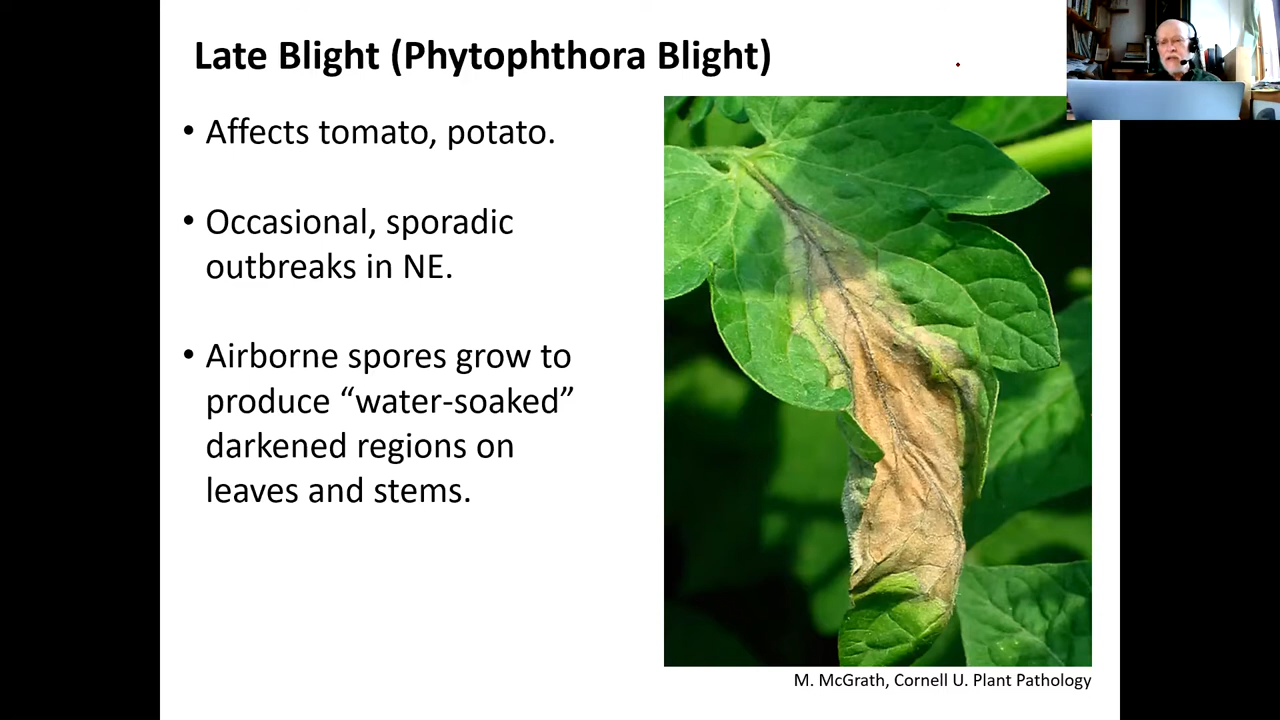 Late Blight (Phytophthora Blight)
• Affects tomato, potato.
• Occasional, sporadic
outbreaks in NE.
• Airborne spores grow to
produce “water-soaked”
darkened regions on
leaves and stems.
M. McGrath, Cornell U. Plant Pathology